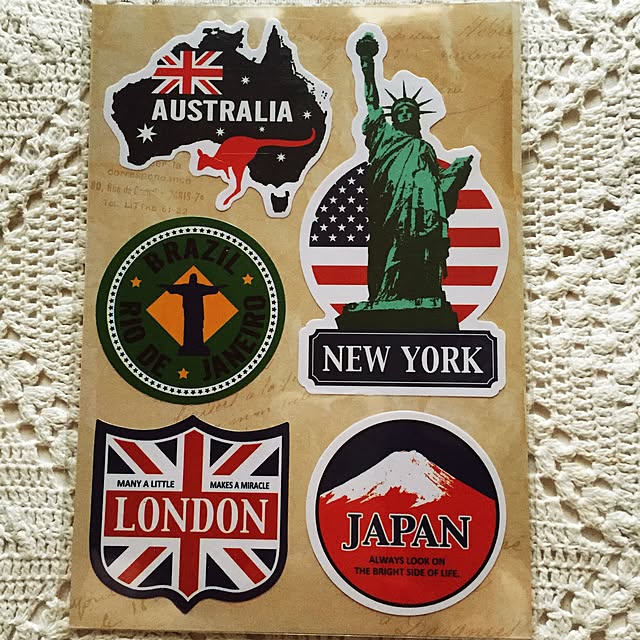 AUSTRALIA
BRAZIL
RIO DE JANEIRO
NEW YORK
MANY A LITTLE MAKES A MIRACLE
LONDON
JAPAN
ALWAYS LOOK ON
THE BRIGHT SIDE OF LIFE.